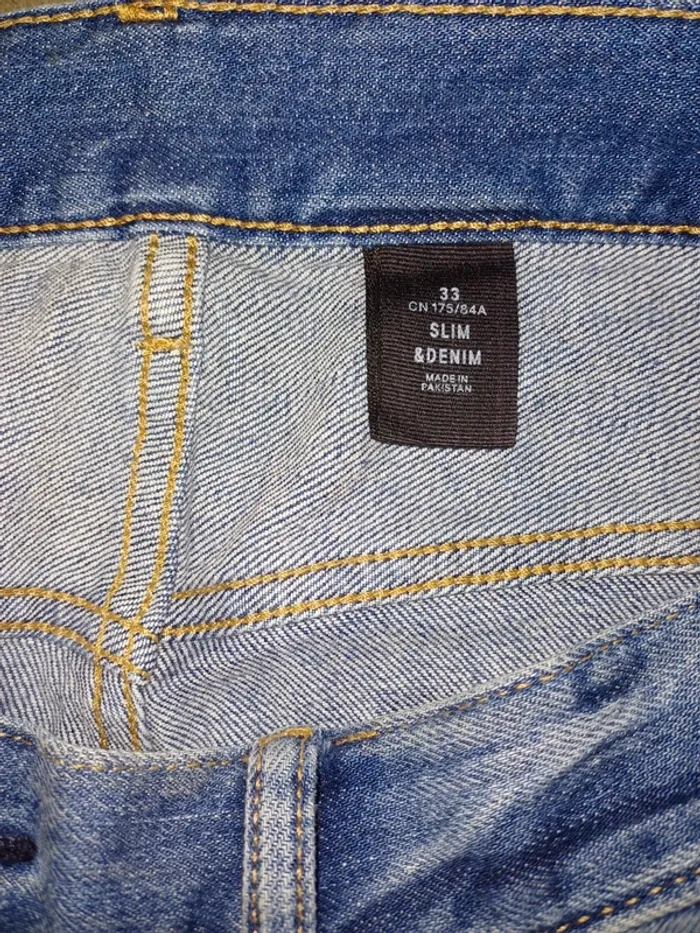 33
CN 175/84A
SLIM
&DENIM
MADE IN
PAKISTAN